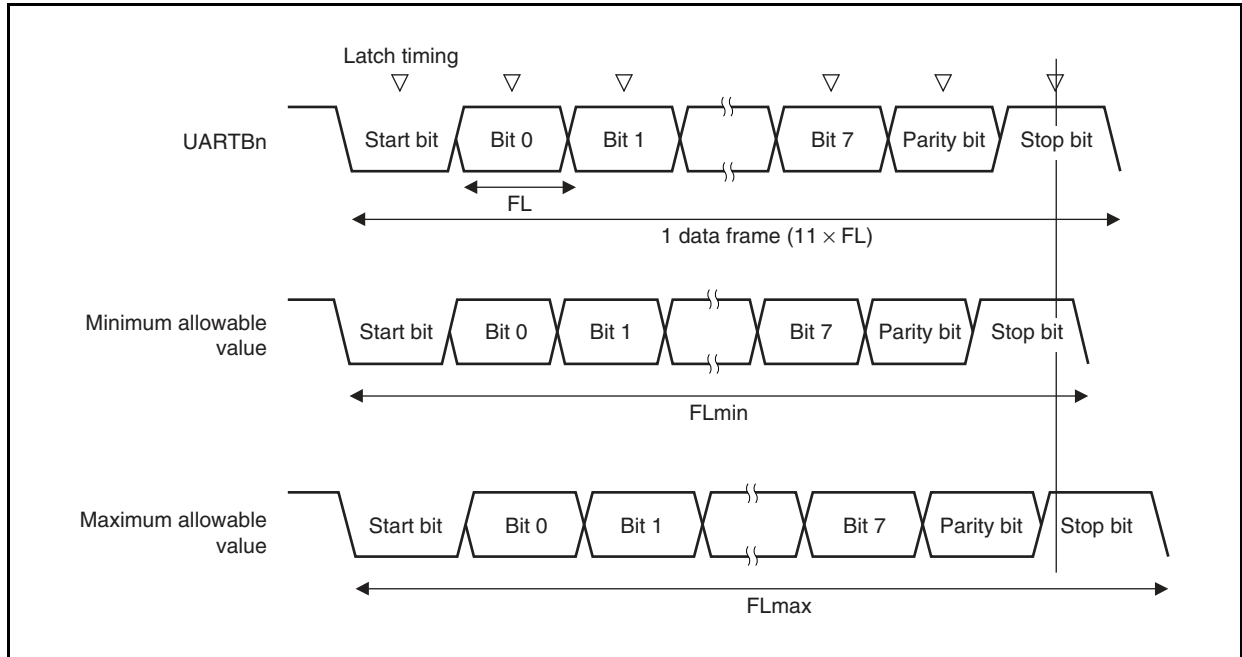 Latch timing
UARTBn
Start bit
Bit 0
Bit 1
Bit 7
Parity bit
Stop bit
FL
1 data frame (11 × FL)
Minimum allowable
value
Start bit
Bit 0
Bit 1
Bit 7
Parity bit
Stop bit
FLmin
Maximum allowable
value
Start bit
Bit 0
Bit 1
Bit 7
Parity bit
Stop bit
FLmax